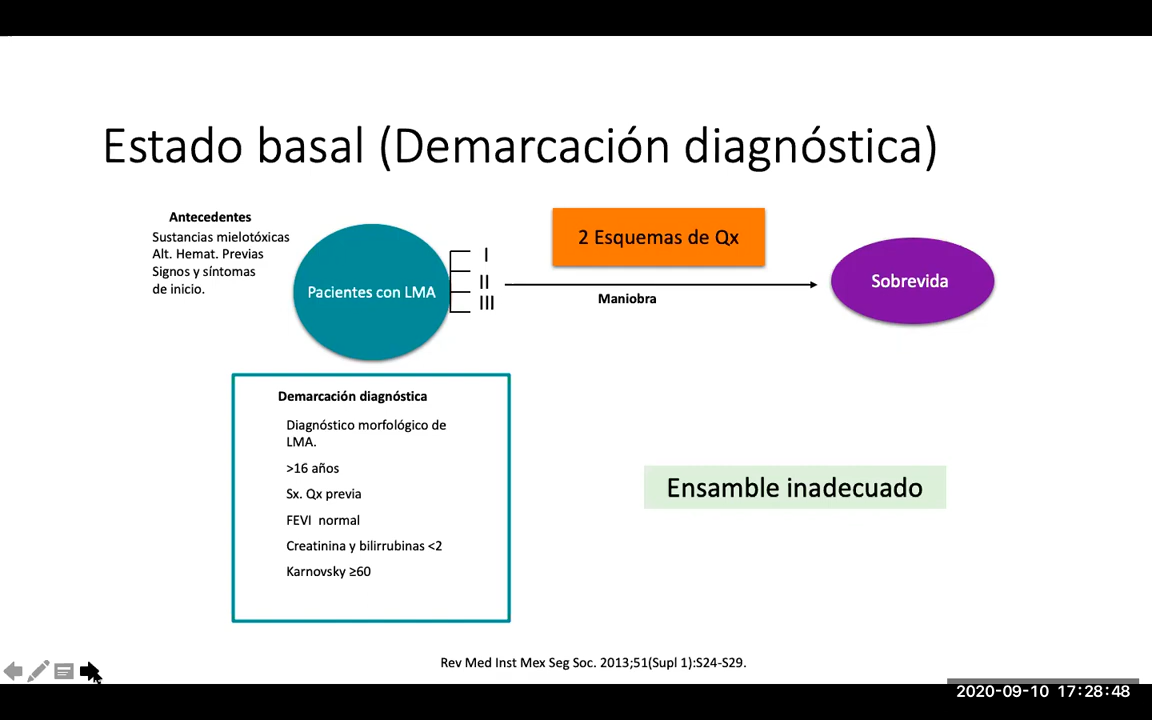 Estado basal (Demarcación diagnóstica)
Antecedentes
Sustancias mielotóxicas
Alt. Hemat. Previas
Signos y síntomas
de inicio.
Pacientes con LMA
I
II
III
2 Esquemas de Qx
Maniobra
Sobrevida
Demarcación diagnóstica
Diagnóstico morfológico de
LMA.
>16 años
Sx. Qx previa
FEVI normal
Creatinina y bilirrubinas <2
Karnovsky ≥60
Ensamble inadecuado
Rev Med Inst Mex Seg Soc. 2013;51(Supl 1):S24-S29.
2020-09-10 17:28:48